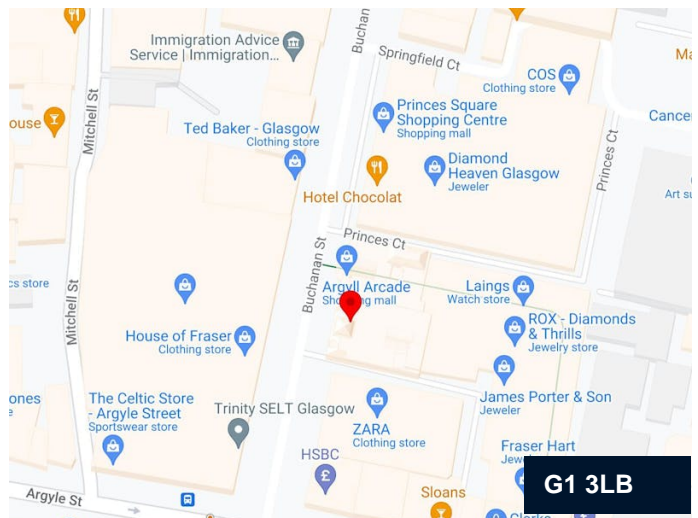 Immigration Advice
Service | Immigration...
Buchan
Springfield Ct
COS
Clothing store
Ma
Mitchell St
ouse
Princes Square
Shopping Centre
Shopping mall
Cancer
Ted Baker - Glasgow
Clothing store
Diamond
Heaven Glasgow
Jeweler
Princes Ct
Art su
Hotel Chocolat
Princes Ct
Buchanan St
cs store
Argyll Arcade
mall
Laings
Watch store
Mitchell St
House of Fraser
Clothing store
ROX - Diamonds
& Thrills
Jewelry store
ones
e
The Celtic Store
- Argyle Street
Sportswear store
Trinity SELT Glasgow
James Porter & Son
Jeweler
ZARA
Clothing store
HSBC
£
Fraser Hart
Jew
G1 3LB
Argyle St
Sloans